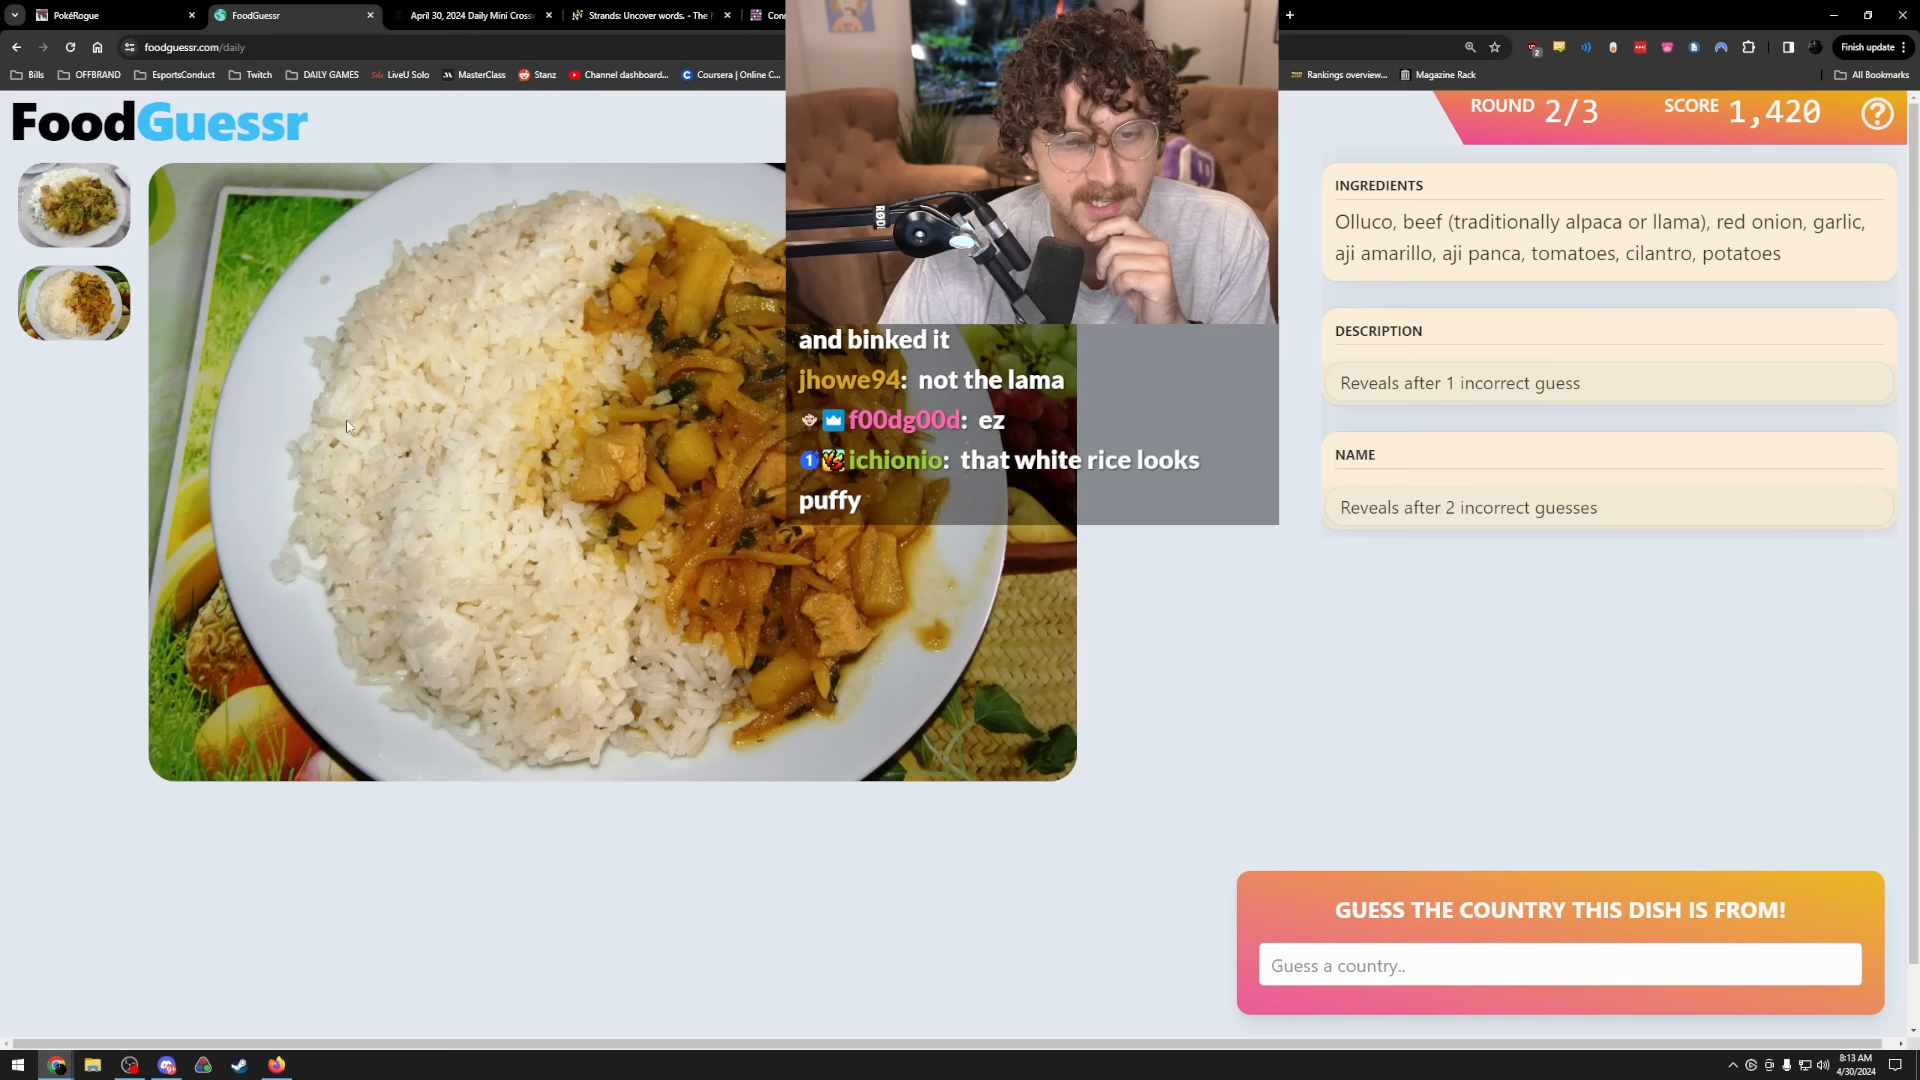 PokéRogue
FoodGuessr
April 30, 2024 Daily Mini Crossw
Strands: Uncover words. - The
foodguessr.com/daily
Finish update
Bills
OFFBRAND
EsportsConduct
Twitch
DAILY GAMES
LiveU Solo
MasterClass
Stanz
Channel dashboard...
Coursera | Online C...
Rankings overview...
Magazine Rack
All Bookmarks
FoodGuessr
ROUND 2/3
SCORE 1,420
?
INGREDIENTS
Olluco, beef (traditionally alpaca or llama), red onion, garlic,
aji amarillo, aji panca, tomatoes, cilantro, potatoes
DESCRIPTION
Reveals after 1 incorrect guess
NAME
Reveals after 2 incorrect guesses
RØDE
and binked it
jhowe94: not the lama
f00dg00d: ez
1 ichionio: that white rice looks
puffy
GUESS THE COUNTRY THIS DISH IS FROM!
Guess a country..
8:13 AM
4/30/2024